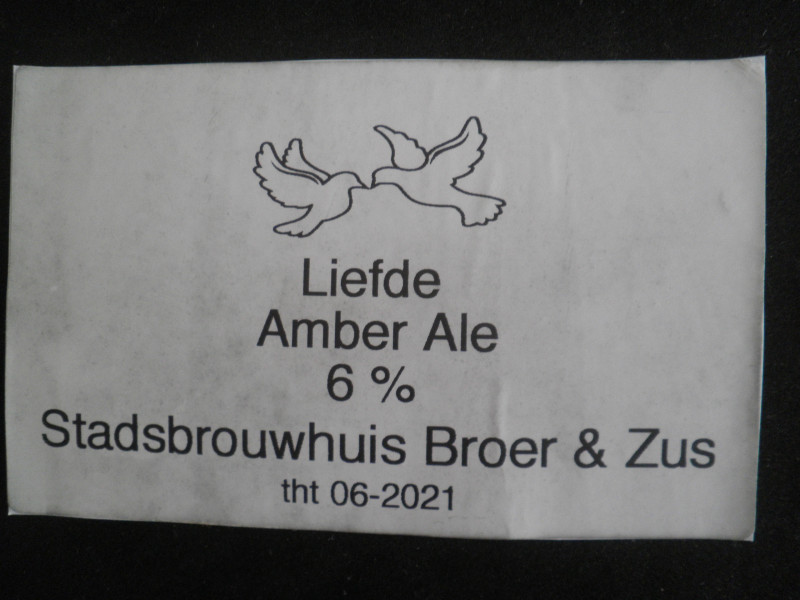 Liefde
Amber Ale
6 %
Stadsbrouwhuis Broer & Zus
tht 06-2021